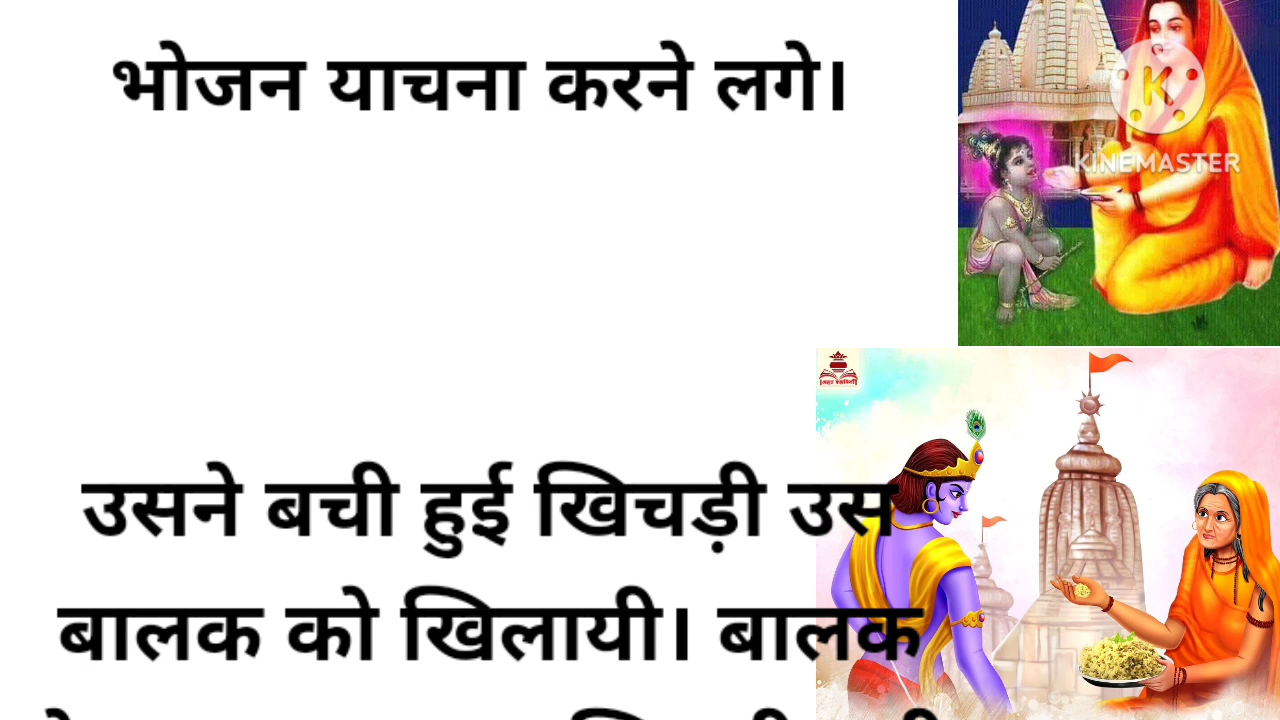 भोजन याचना करने लगे।
KINEMASTER
उसने बची हुई खिचड़ी उस
बालक को खिलायी। बालक